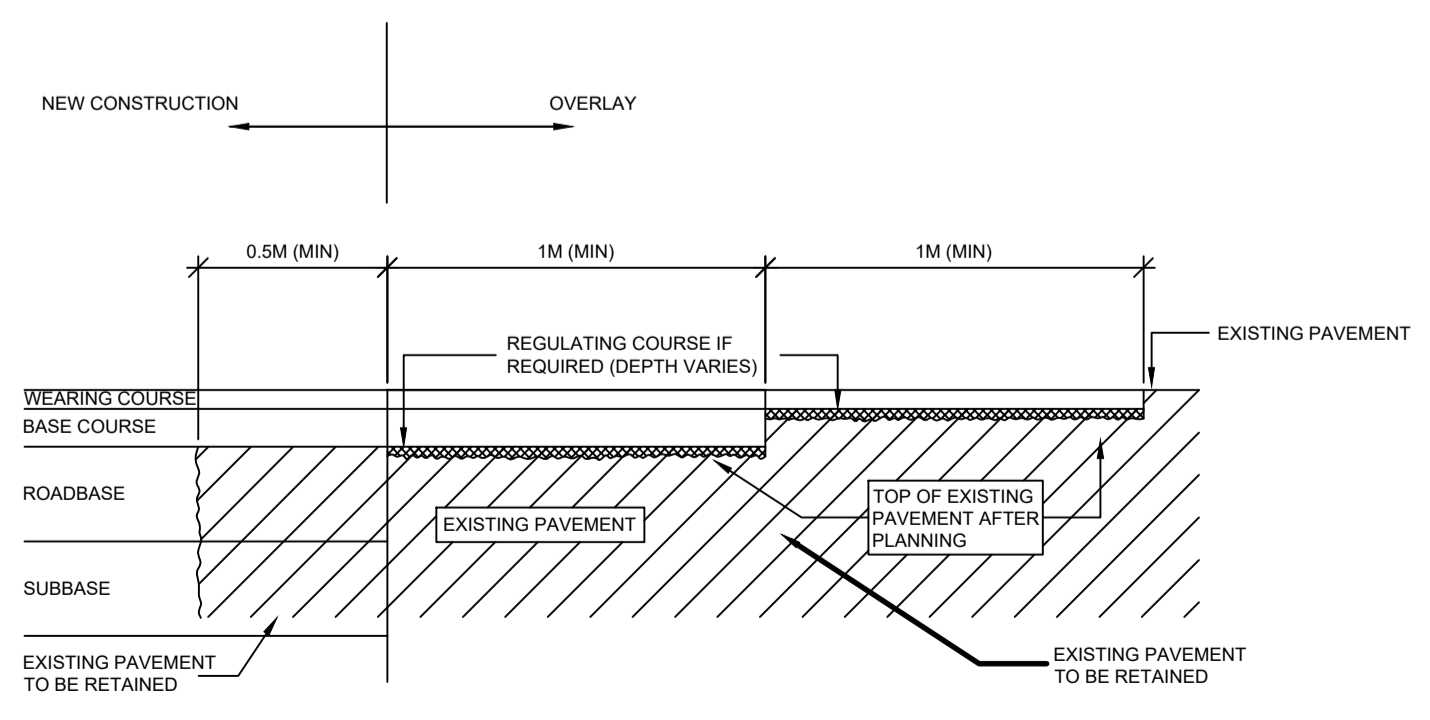 NEW CONSTRUCTION
OVERLAY
0.5M (MIN)
1M (MIN)
1M (MIN)
REGULATING COURSE IF
REQUIRED (DEPTH VARIES)
EXISTING PAVEMENT
WEARING COURSE
BASE COURSE
ROADBASE
EXISTING PAVEMENT
TOP OF EXISTING
PAVEMENT AFTER
PLANNING
SUBBASE
EXISTING PAVEMENT
TO BE RETAINED
EXISTING PAVEMENT
TO BE RETAINED